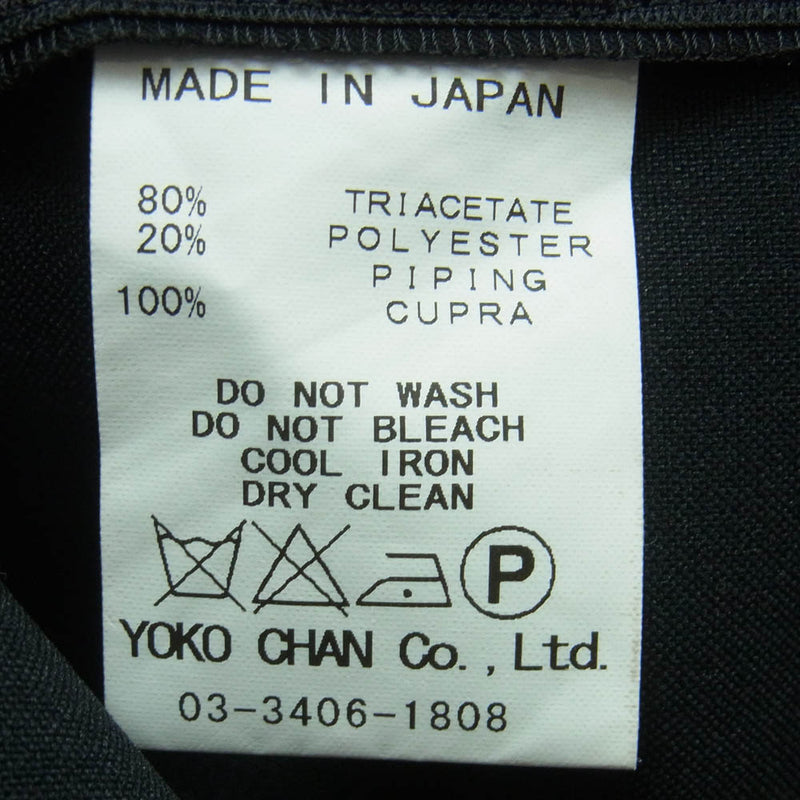 MADE IN JAPAN
80% TRIACETATE
20% POLYESTER
PIPING
100% CUPRA
DO NOT WASH
DO NOT BLEACH
COOL IRON
DRY CLEAN
P
YOKO CHAN Co., Ltd.
03-3406-1808